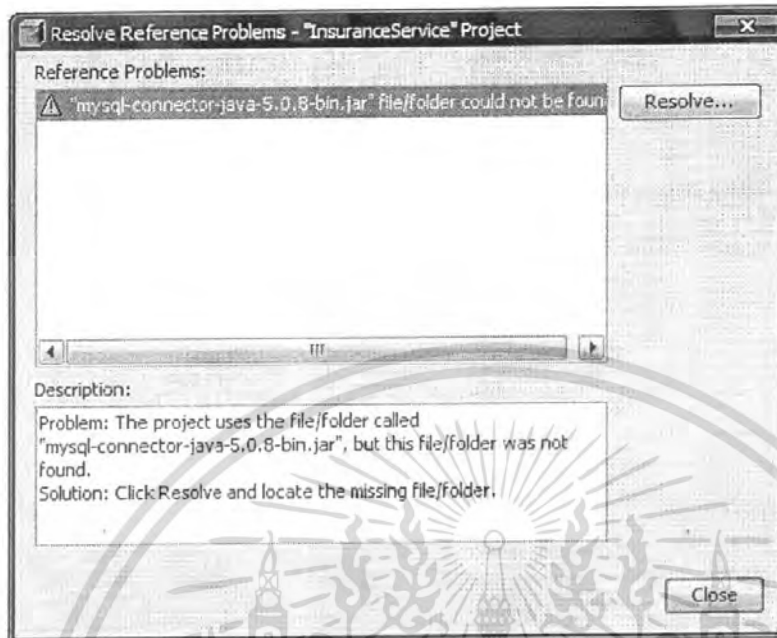 Resolve Reference Problems - "InsuranceService" Project
Reference Problems:
"mysql-connector-java-5.0.8-bin.jar" file/folder could not be foun
Resolve...
Description:
Problem: The project uses the file/folder called
"mysql-connector-java-5.0.8-bin.jar", but this file/folder was not
found.
Solution: Click Resolve and locate the missing file/folder.
Close